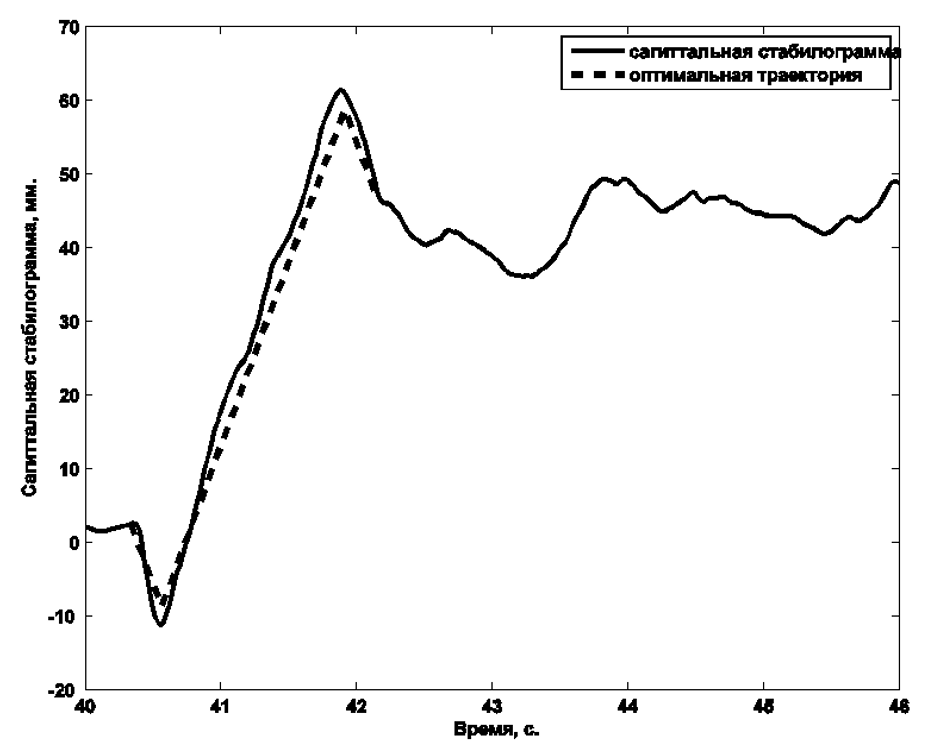 70
сагиттальная стабилограмма
оптимальная траектория
60
50
40
30
20
10
0
-10
-20
Сагиттальная стабилограмма, мм.
40 41 42 43 44 45 46
Время, с.